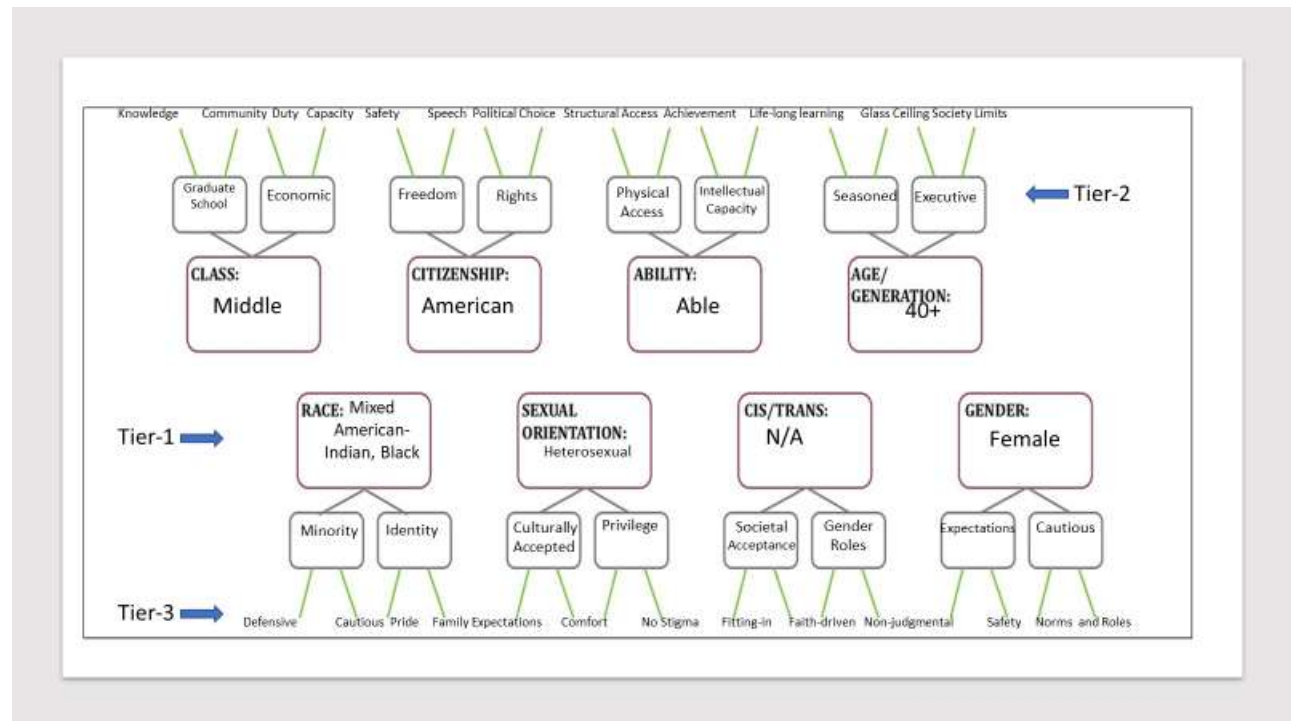 Knowledge Community Duty Capacity Safety Speech Political Choice Structural Access Achievement Life-long learning Glass Ceiling Society Limits
Graduate
School
Economic
Freedom
Rights
Physical
Access
Intellectual
Capacity
Seasoned
Executive
Tier-2
CLASS:
Middle
CITIZENSHIP:
American
ABILITY:
Able
AGE/
GENERATION:
40+
Tier-1
RACE: Mixed
American-
Indian, Black
SEXUAL
ORIENTATION:
Heterosexual
CIS/TRANS:
N/A
GENDER:
Female
Minority
Identity
Culturally
Accepted
Privilege
Societal
Acceptance
Gender
Roles
Expectations
Cautious
Tier-3
Defensive Cautious Pride Family Expectations Comfort No Stigma Fitting-in Faith-driven Non-judgmental Safety Norms and Roles